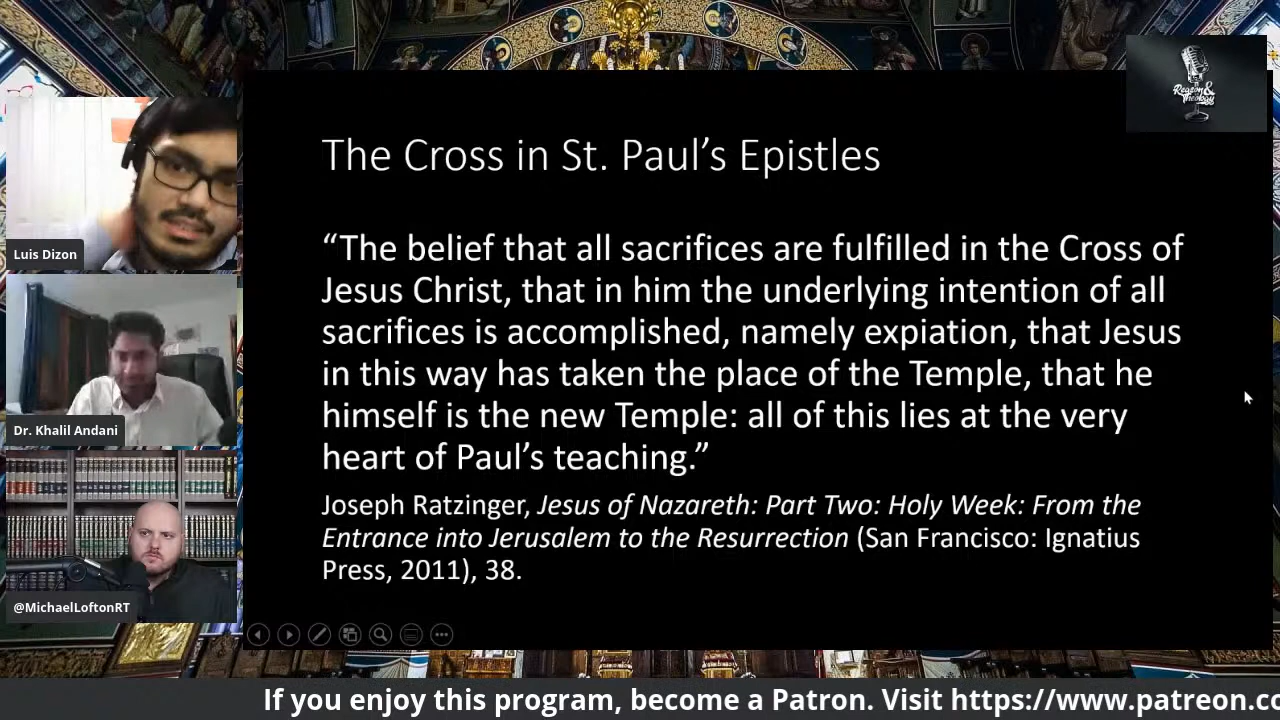 Reason &
Theology
The Cross in St. Paul’s Epistles
“The belief that all sacrifices are fulfilled in the Cross of
Jesus Christ, that in him the underlying intention of all
sacrifices is accomplished, namely expiation, that Jesus
in this way has taken the place of the Temple, that he
himself is the new Temple: all of this lies at the very
heart of Paul’s teaching.”
Joseph Ratzinger, Jesus of Nazareth: Part Two: Holy Week: From the
Entrance into Jerusalem to the Resurrection (San Francisco: Ignatius
Press, 2011), 38.
Luis Dizon
Dr. Khalil Andani
@MichaelLoftonRT
If you enjoy this program, become a Patron. Visit https://www.patreon.co